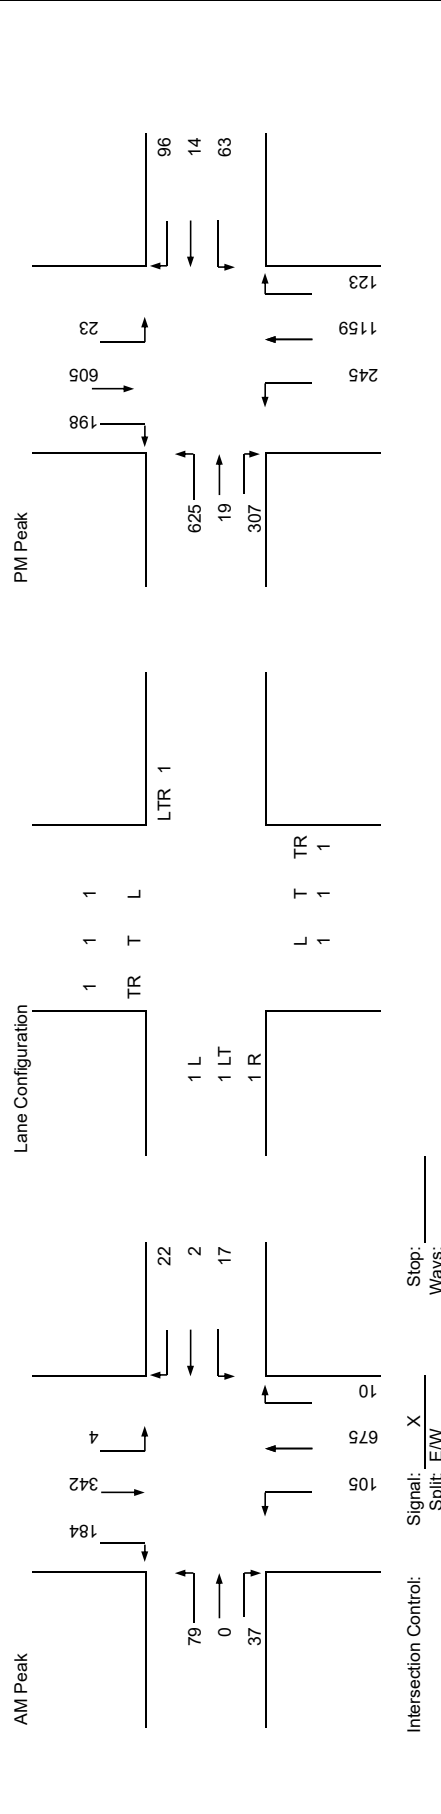 AM Peak
184 342 4
22
2
17
79
0
37
105 675 10
Lane Configuration
1 1 1
TR T L
LTR 1
1 L
1 LT
1 R
L T TR
1 1 1
PM Peak
198 605 23
96
14
63
625
19
307
245 1159 123
Intersection Control: Signal: X Stop:
Split: E/W Ways: